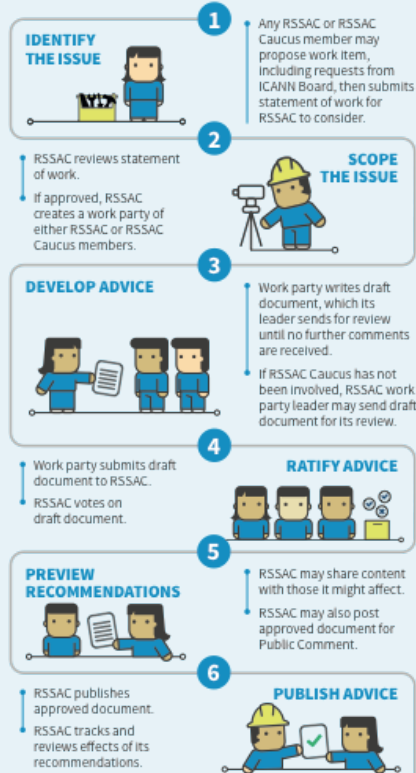 1
IDENTIFY
THE ISSUE
Any RSSAC or RSSAC
Caucus member may
propose work item,
including requests from
ICANN Board, then submits
statement of work for
RSSAC to consider.
2
RSSAC reviews statement
of work.
If approved, RSSAC
creates a work party of
either RSSAC or RSSAC
Caucus members.
SCOPE
THE ISSUE
3
DEVELOP ADVICE
Work party writes draft
document, which its
leader sends for review
until no further comments
are received.
If RSSAC Caucus has not
been involved, RSSAC work
party leader may send draft
document for its review.
4
Work party submits draft
document to RSSAC.
RSSAC votes on
draft document.
RATIFY ADVICE
5
PREVIEW
RECOMMENDATIONS
RSSAC may share content
with those it might affect.
RSSAC may also post
approved document for
Public Comment.
6
RSSAC publishes
approved document.
RSSAC tracks and
reviews effects of its
recommendations.
PUBLISH ADVICE